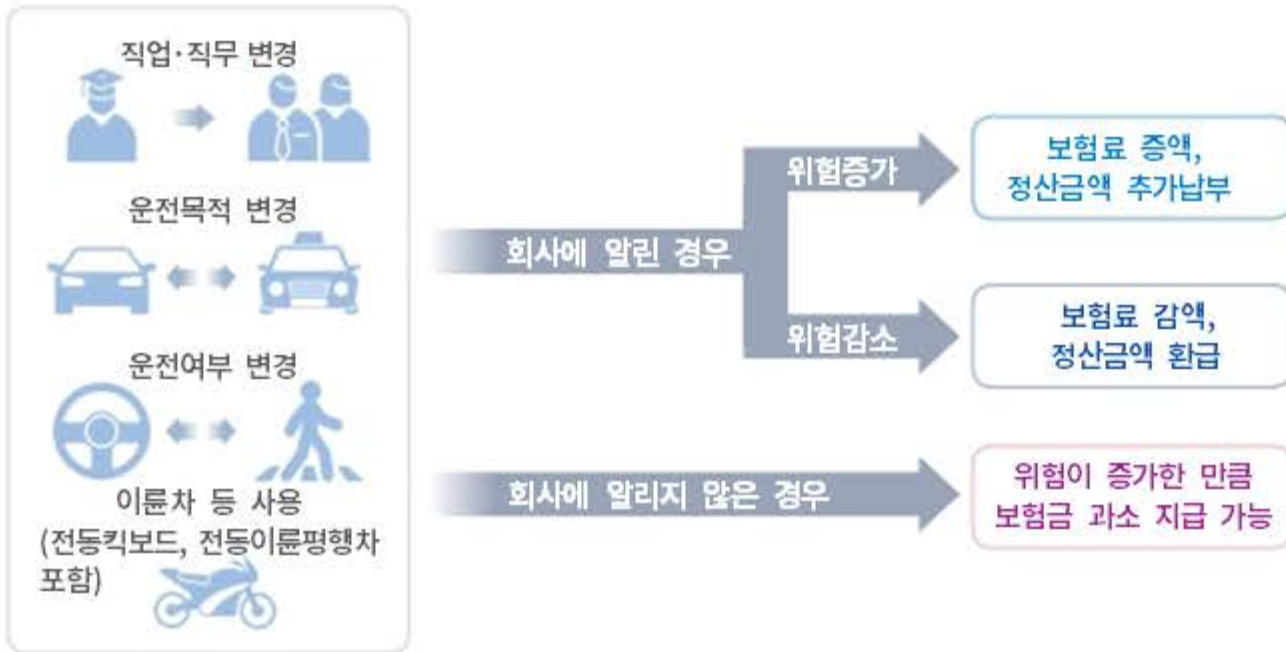 직업·직무 변경
운전목적 변경
운전여부 변경
이륜차 등 사용
(전동킥보드, 전동이륜평행차
포함)
회사에 알린 경우
위험증가
보험료 증액,
정산금액 추가납부
위험감소
보험료 감액,
정산금액 환급
회사에 알리지 않은 경우
위험이 증가한 만큼
보험금 과소 지급 가능